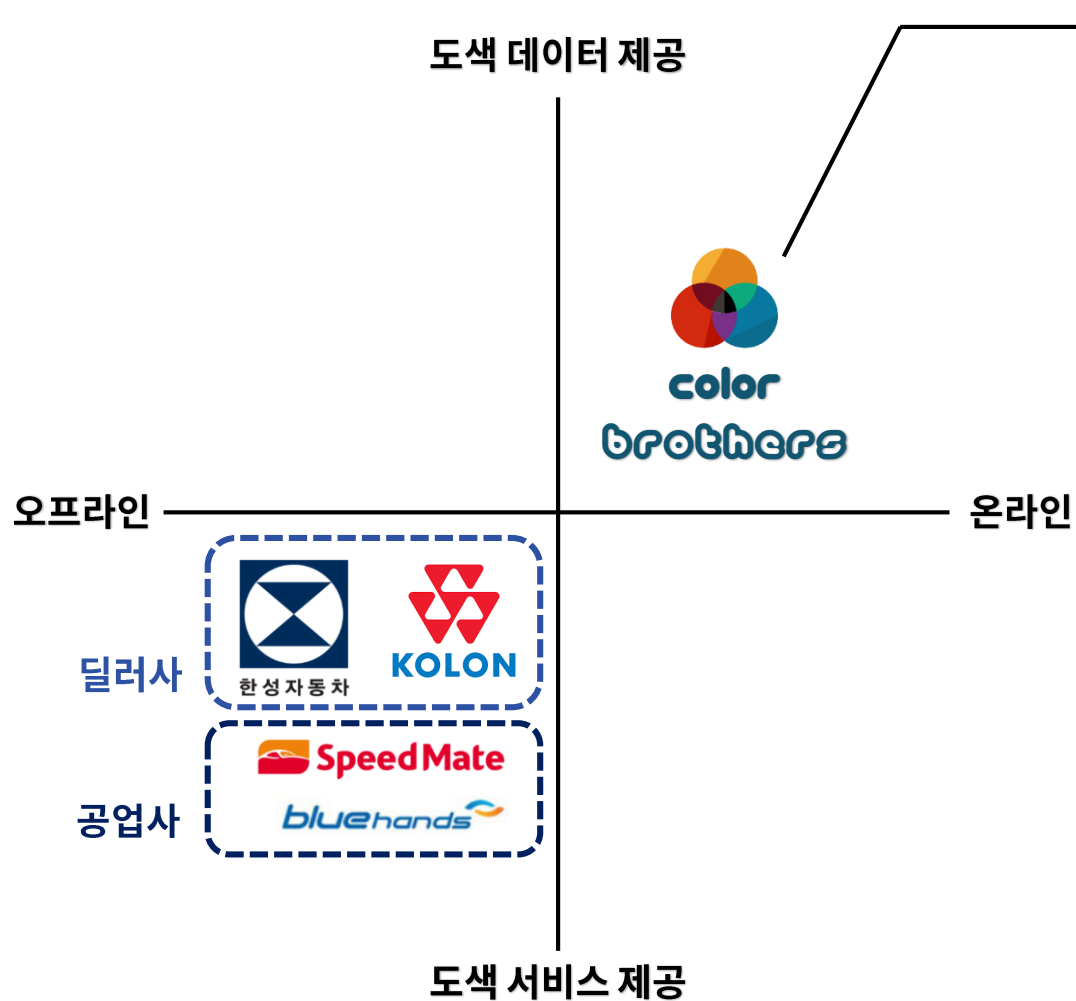 도색 데이터 제공
color
brothers
오프라인
온라인
한성자동차
KOLON
딜러사
SpeedMate
공업사
bluehands
도색 서비스 제공